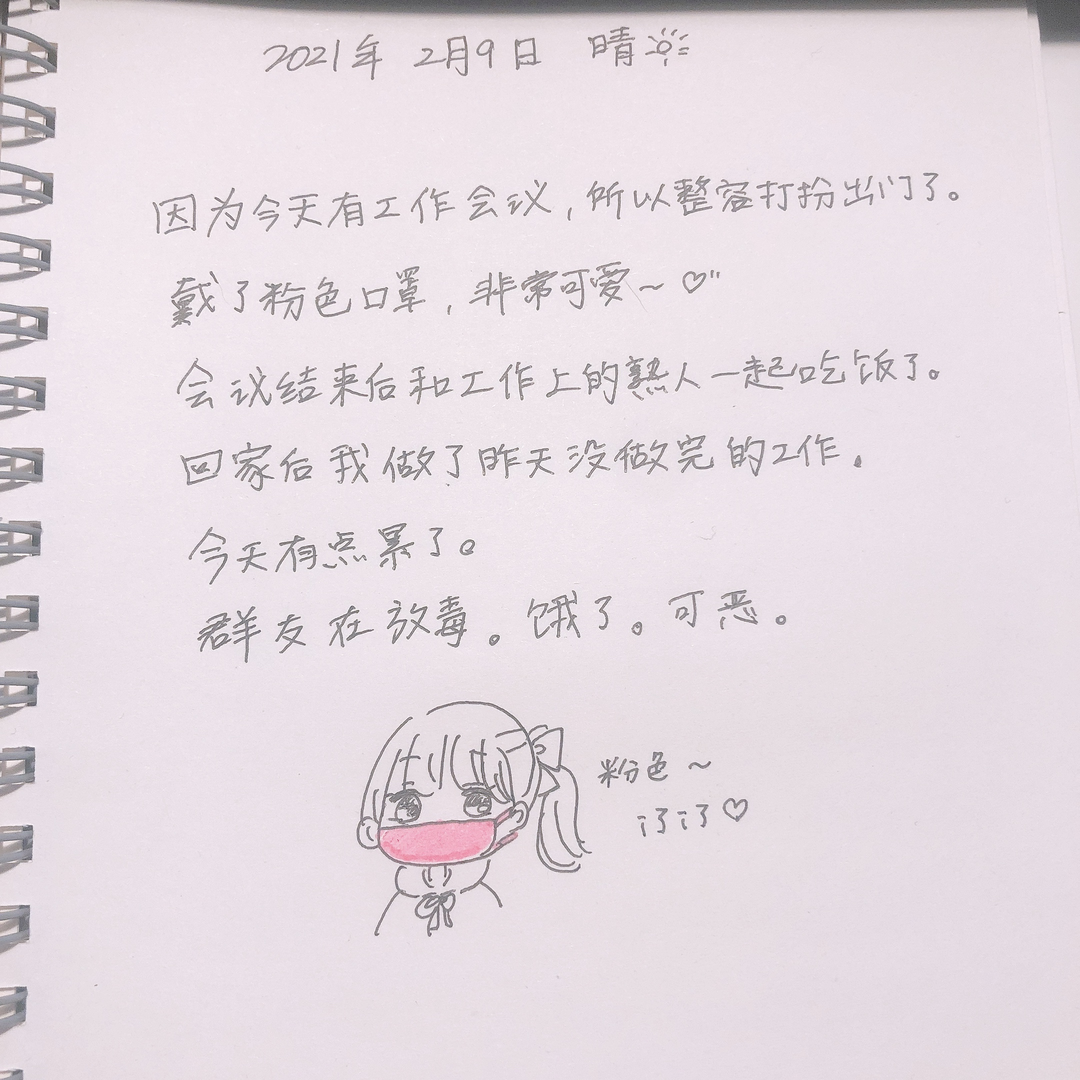 2021年 2月9日 晴
因为今天有工作会议,所以整容打扮出门了。
戴了粉色口罩,非常可爱~♡"
会议结束后和工作上的熟人一起吃饭了。
回家后我做了昨天没做完的工作.
今天有点累了。
群友在放毒。饿了。可恶。
粉色~